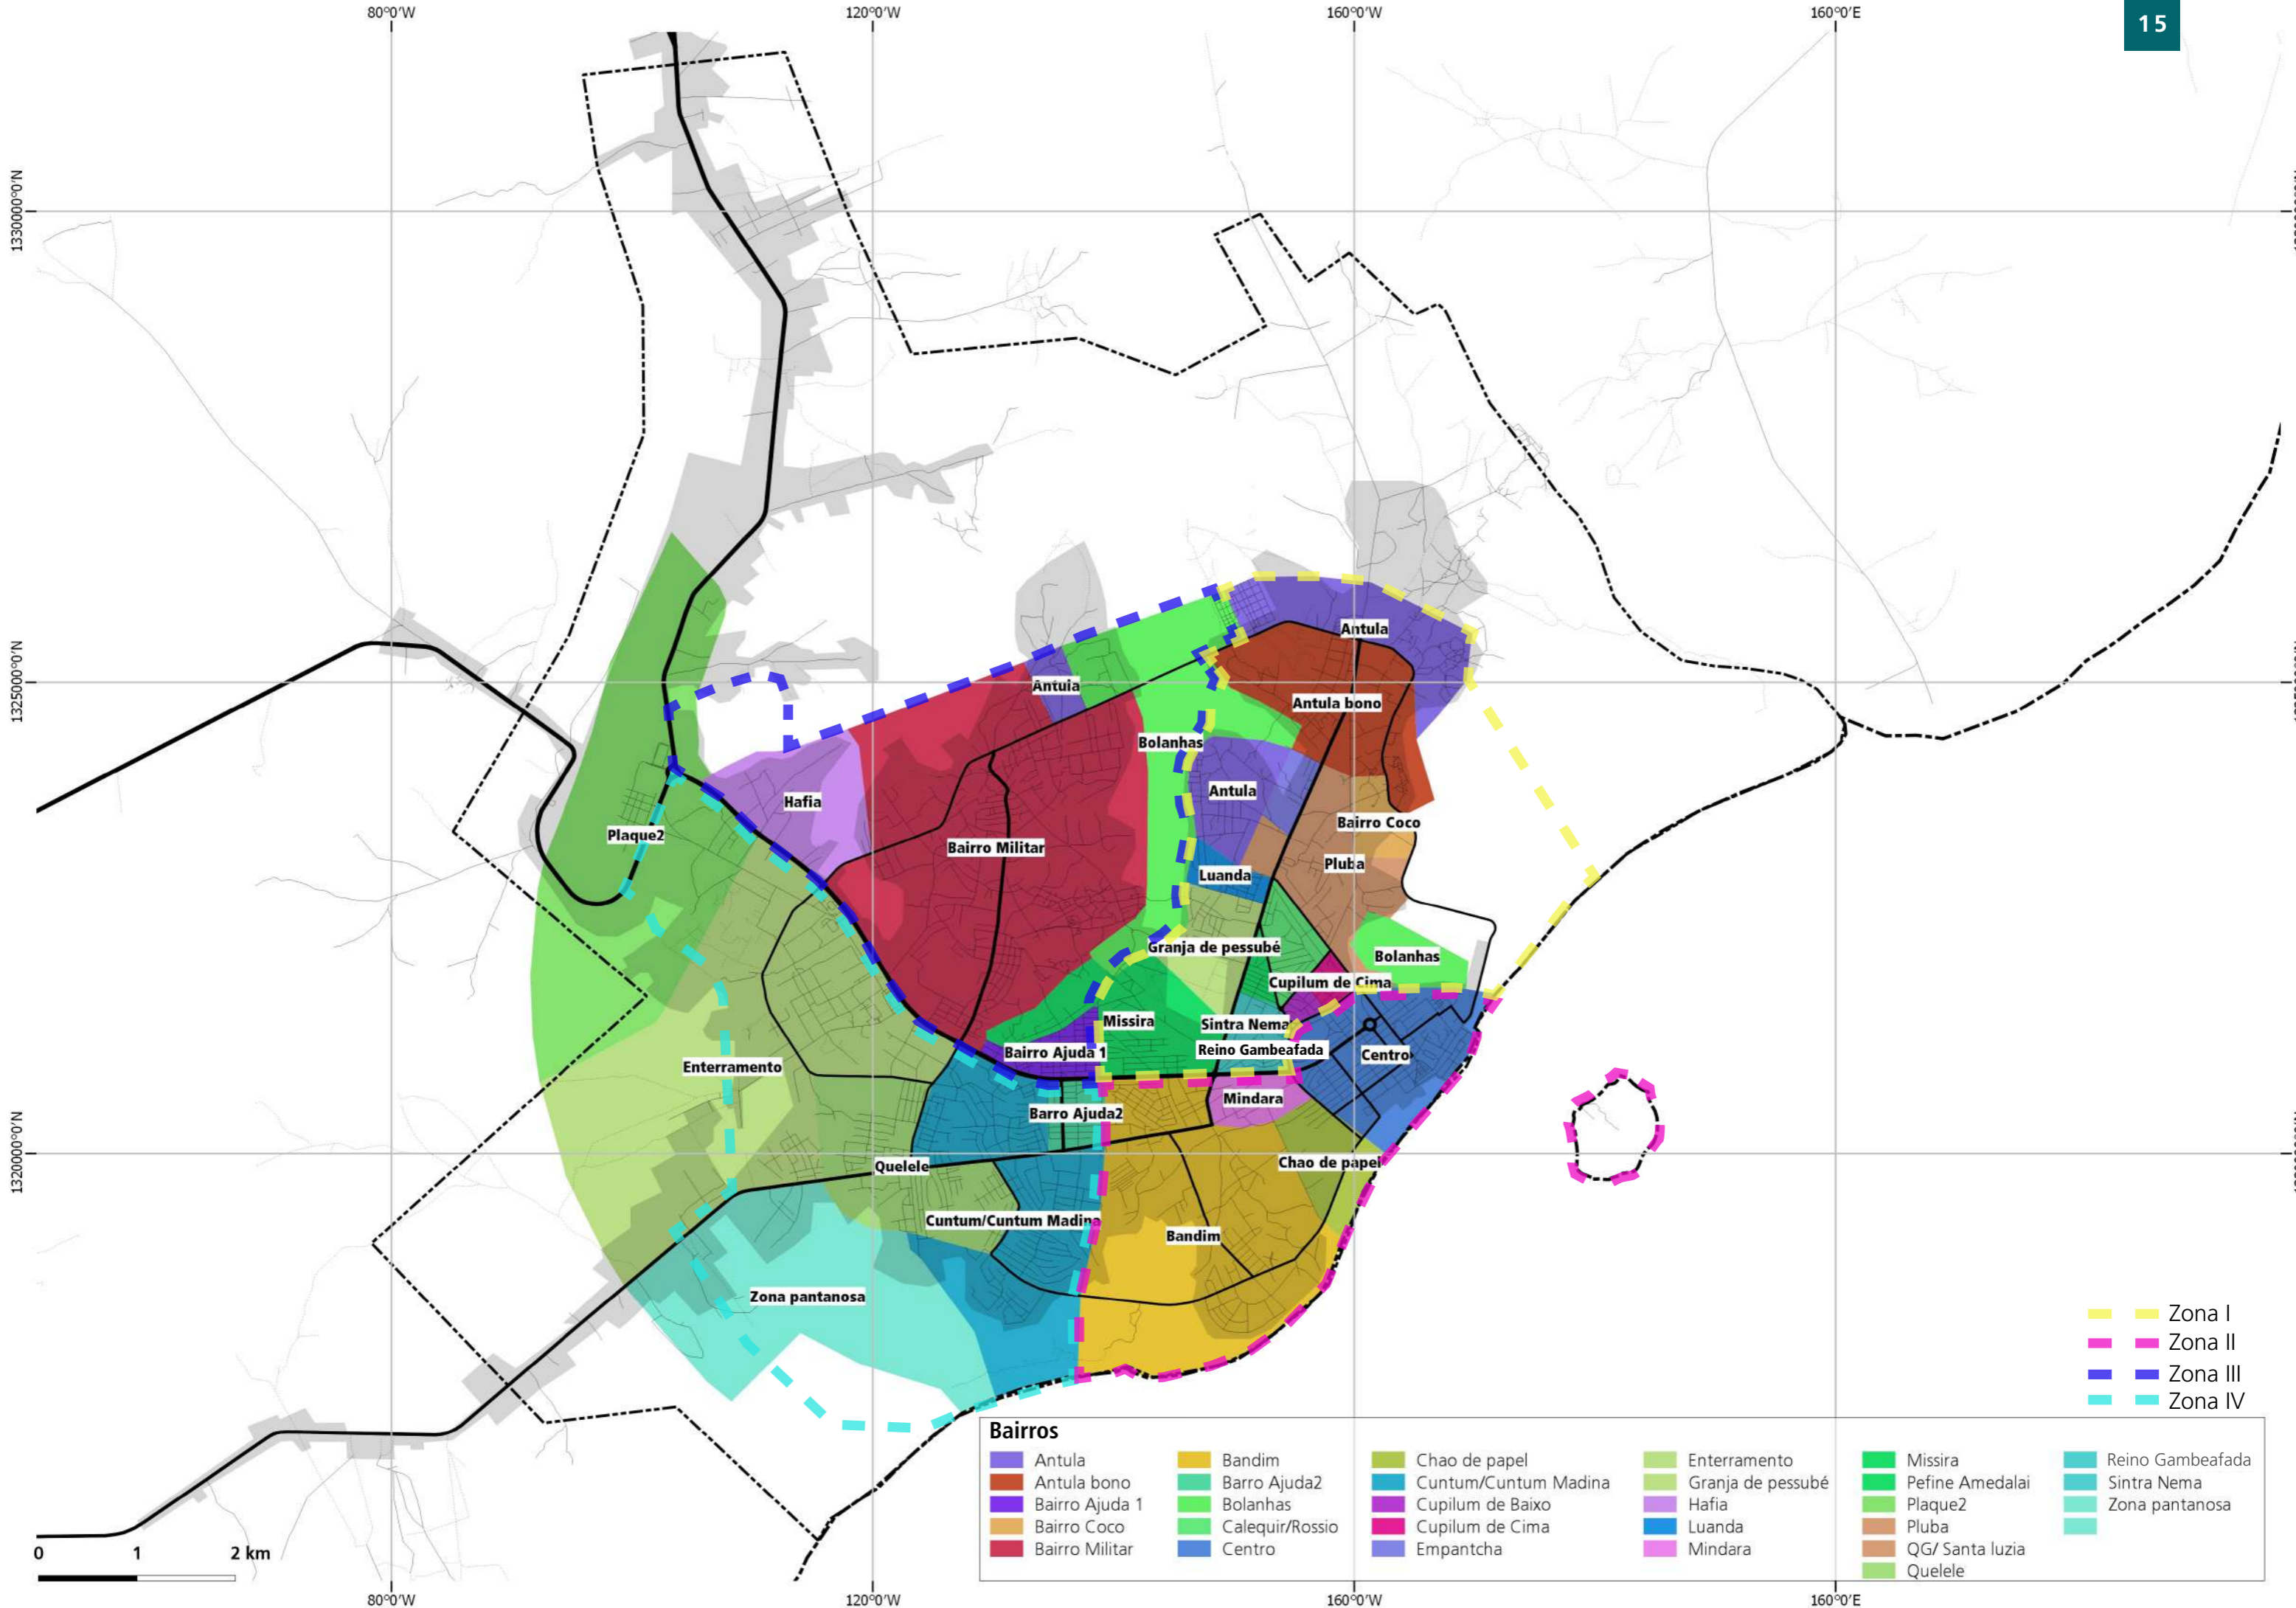 80°0'W
120°0'W
160°0'W
160°0'E
15
1330000°0'N
1325000°0'N
1320000°0'N
Antula
Antula
Antula bono
Bolanhas
Hafia
Antula
Bairro Coco
Plaque2
Bairro Militar
Pluba
Luanda
Granja de pessubé
Bolanhas
Cupilum de Cima
Missira
Sintra Nema
Bairro Ajuda 1
Reino Gambeafada
Centro
Enterramento
Mindara
Barro Ajuda2
Quelele
Chao de papel
Cuntum/Cuntum Madina
Bandim
Zona pantanosa
Zona I
Zona II
Zona III
Zona IV
Bairros
Antula
Antula bono
Bairro Ajuda 1
Bairro Coco
Bairro Militar
Bandim
Barro Ajuda2
Bolanhas
Calequir/Rossio
Centro
Chao de papel
Cuntum/Cuntum Madina
Cupilum de Baixo
Cupilum de Cima
Empantcha
Enterramento
Granja de pessubé
Hafia
Luanda
Mindara
Missira
Pefine Amedalai
Plaque2
Pluba
QG/ Santa luzia
Quelele
Reino Gambeafada
Sintra Nema
Zona pantanosa
0 1 2 km
80°0'W
120°0'W
160°0'W
160°0'E